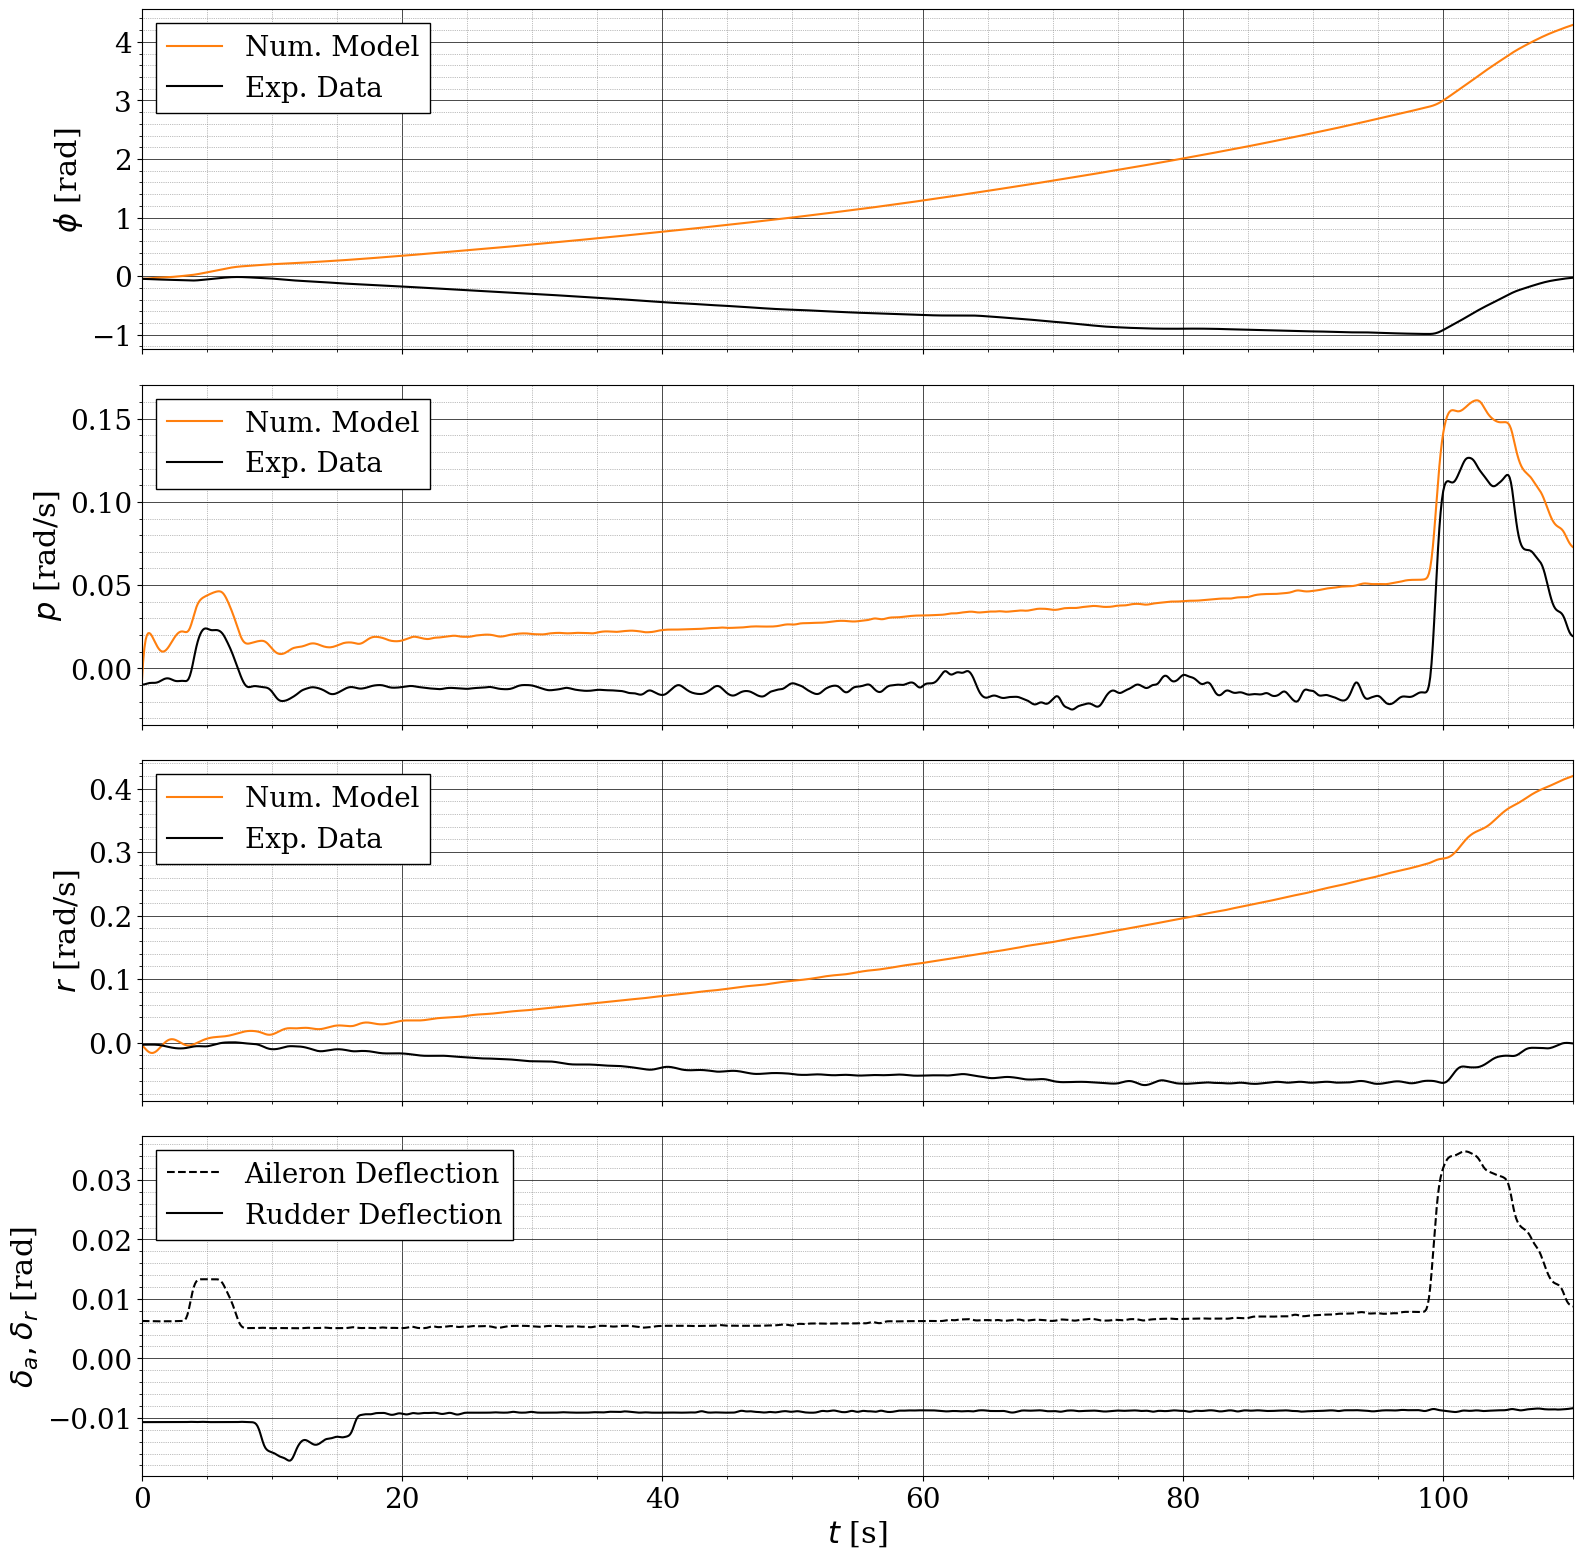 4
3
2
1
0
−1
ϕ [rad]
Num. Model
Exp. Data
0.15
0.10
0.05
0.00
p [rad/s]
Num. Model
Exp. Data
0.4
0.3
0.2
0.1
0.0
r [rad/s]
Num. Model
Exp. Data
0.03
0.02
0.01
0.00
−0.01
δa, δr [rad]
Aileron Deflection
Rudder Deflection
0 20 40 60 80 100
t [s]